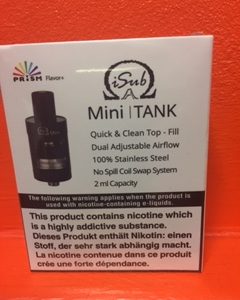 PRISM Flavor+
iSub
Mini | TANK
Quick & Clean Top - Fill
Dual Adjustable Airflow
100% Stainless Steel
No Spill Coil Swap System
2 ml Capacity
The following warning applies when the product is
used with nicotine-containing e-liquids.
This product contains nicotine which is
a highly addictive substance.
Dieses Produkt enthält Nikotin: einen
Stoff, der sehr stark abhängig macht.
La nicotine contenue dans ce produit
crée une forte dépendance.